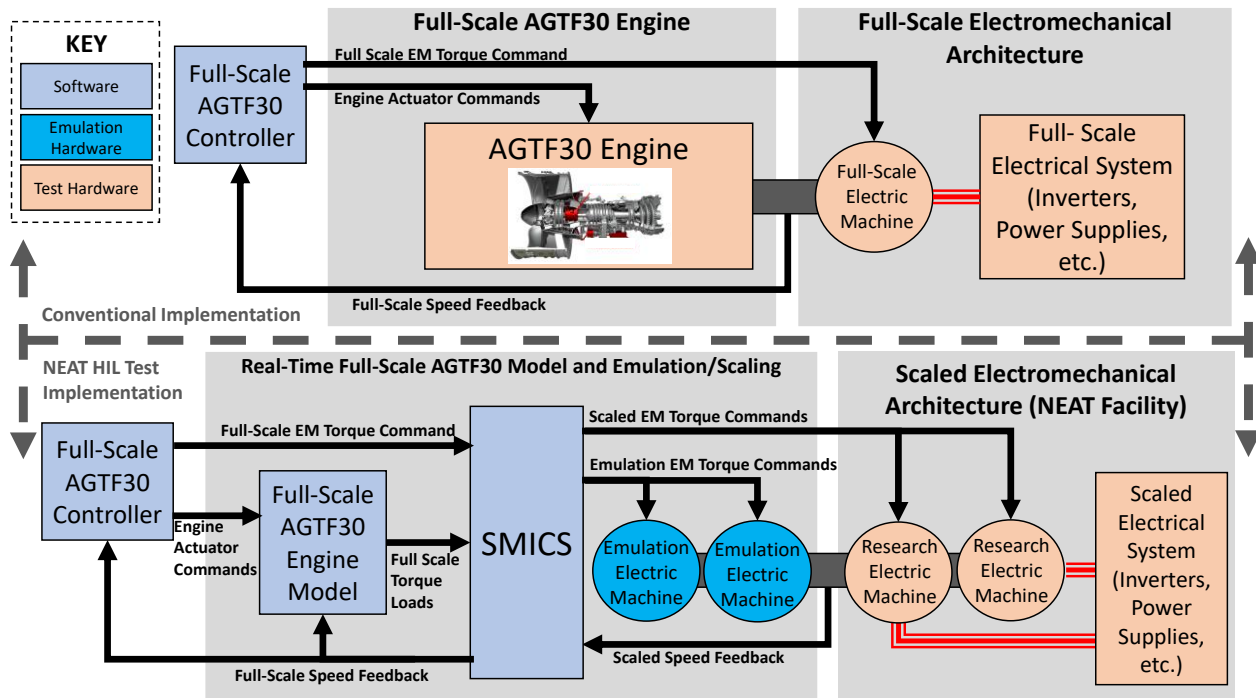 KEY
Software
Emulation
Hardware
Test Hardware
Full-Scale AGTF30 Engine
Full-Scale Electromechanical
Architecture
Full-Scale
AGTF30
Controller
Full Scale EM Torque Command
Engine Actuator Commands
AGTF30 Engine
Full-Scale
Electric
Machine
Full- Scale
Electrical System
(Inverters,
Power Supplies,
etc.)
Full-Scale Speed Feedback
Conventional Implementation
NEAT HIL Test
Implementation
Real-Time Full-Scale AGTF30 Model and Emulation/Scaling
Scaled Electromechanical
Architecture (NEAT Facility)
Full-Scale
AGTF30
Controller
Full-Scale EM Torque Command
Engine
Actuator
Commands
Full-Scale
AGTF30
Engine
Model
Full Scale
Torque
Loads
SMICS
Scaled EM Torque Commands
Emulation EM Torque Commands
Emulation
Electric
Machine
Emulation
Electric
Machine
Research
Electric
Machine
Research
Electric
Machine
Scaled
Electrical
System
(Inverters,
Power
Supplies,
etc.)
Scaled Speed Feedback
Full-Scale Speed Feedback